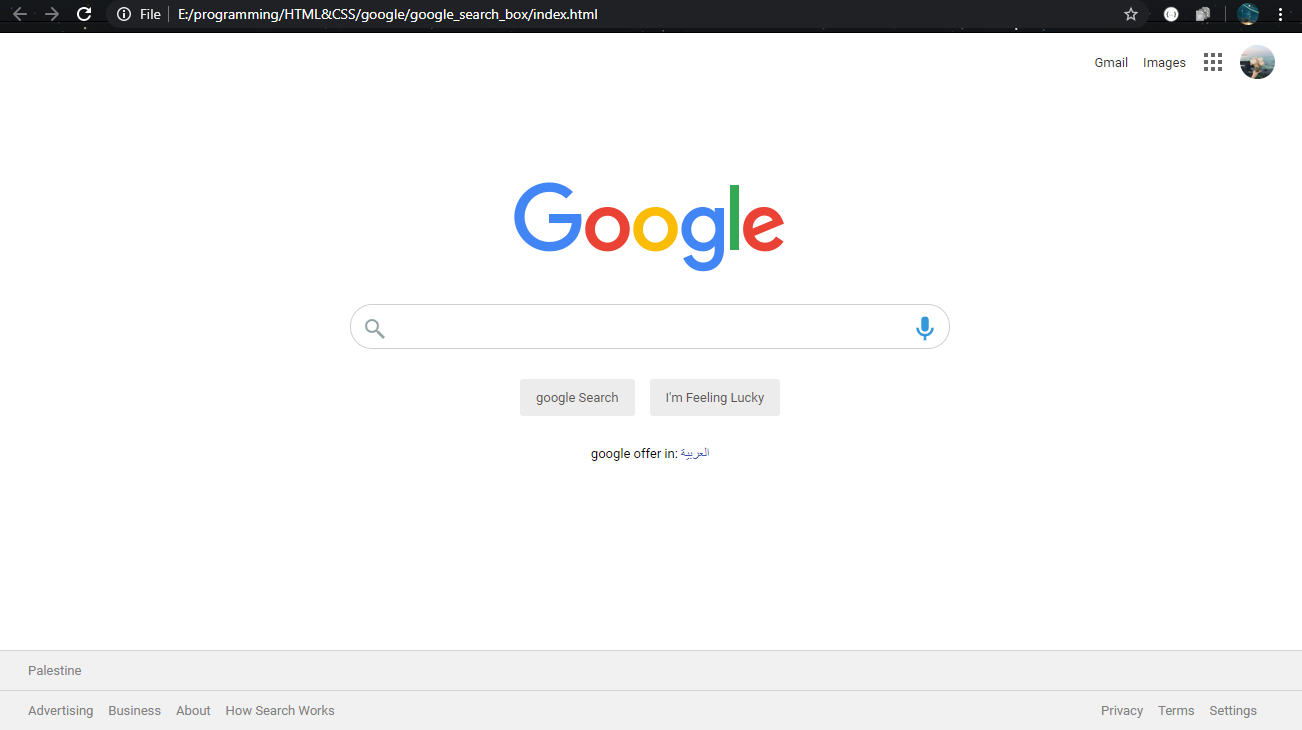 File E:/programming/HTML&CSS/google/google_search_box/index.html
Gmail Images
Google
google Search I'm Feeling Lucky
google offer in: العربية
Palestine
Advertising Business About How Search Works Privacy Terms Settings